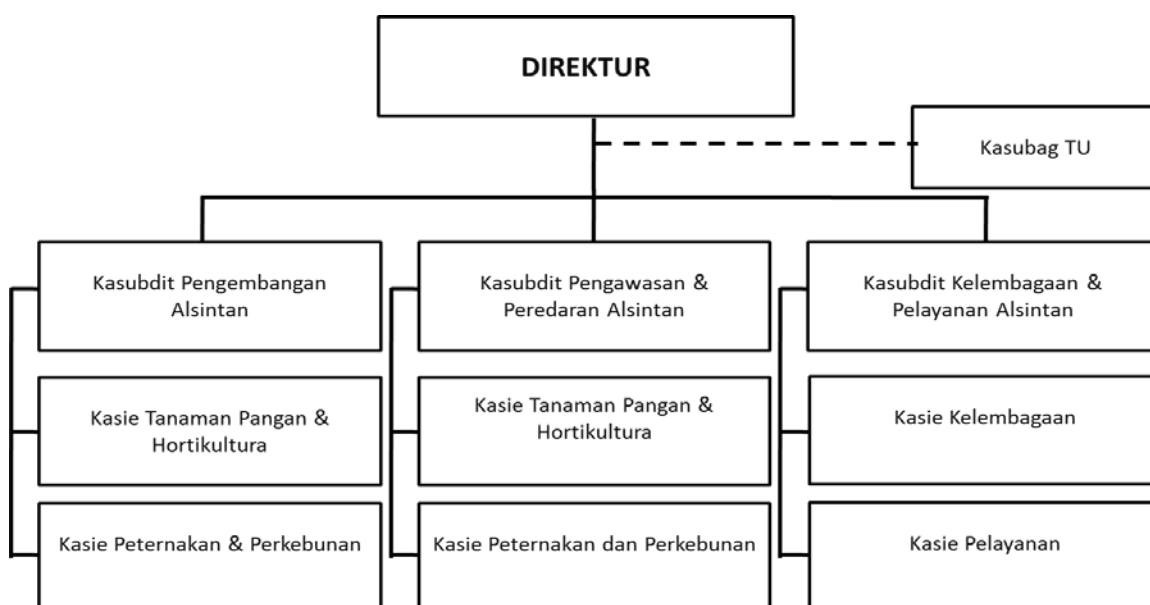 DIREKTUR
Kasubag TU
Kasubdit Pengembangan
Alsintan
Kasubdit Pengawasan &
Peredaran Alsintan
Kasubdit Kelembagaan &
Pelayanan Alsintan
Kasie Tanaman Pangan &
Hortikultura
Kasie Tanaman Pangan &
Hortikultura
Kasie Kelembagaan
Kasie Peternakan & Perkebunan
Kasie Peternakan dan Perkebunan
Kasie Pelayanan